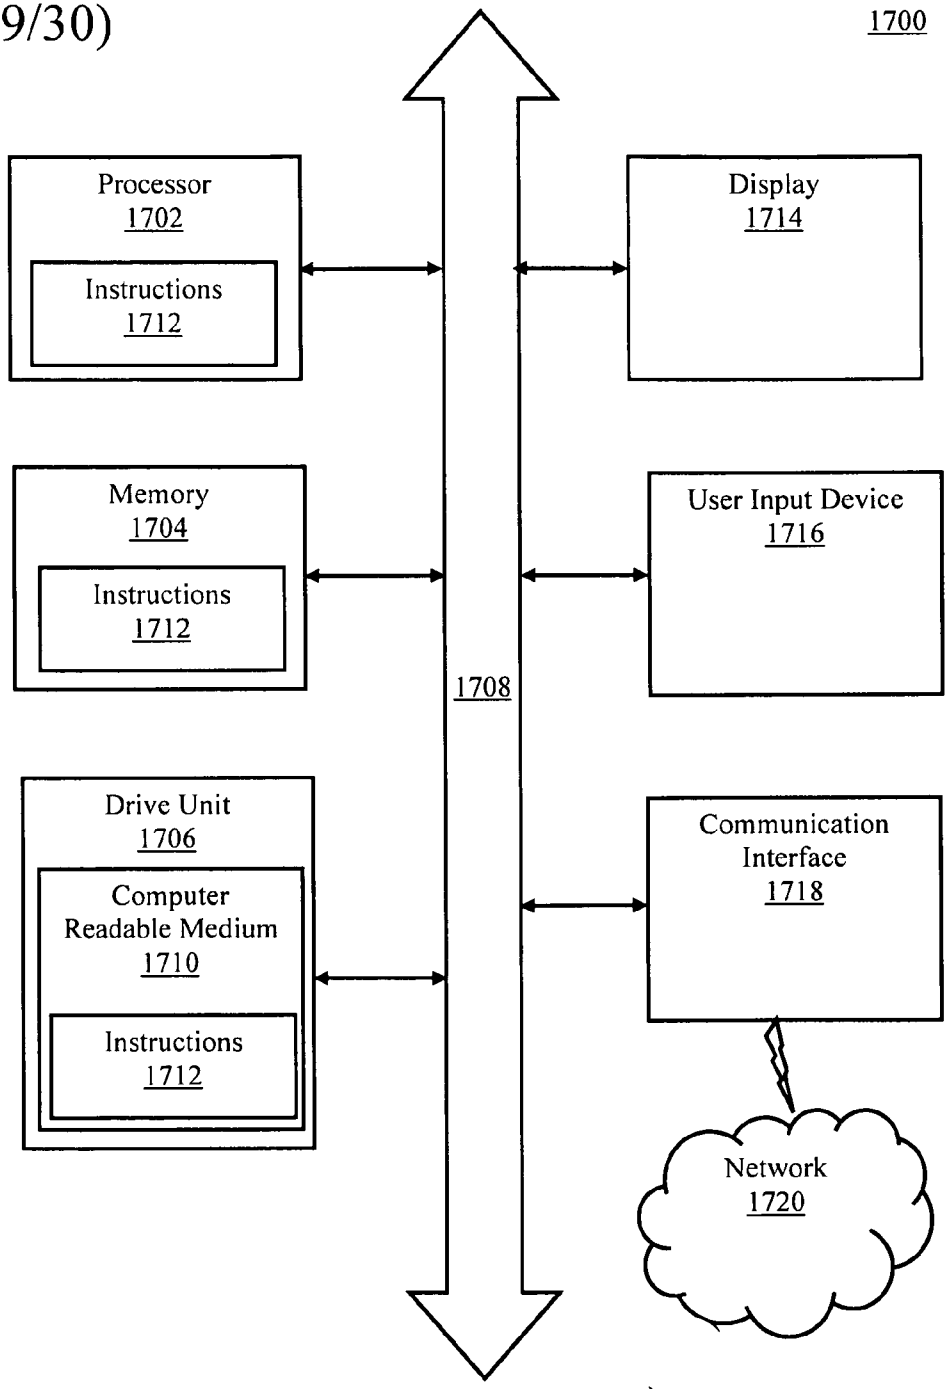 9/30)
1700
Processor
1702
Instructions
1712
Display
1714
Memory
1704
Instructions
1712
User Input Device
1716
1708
Drive Unit
1706
Computer
Readable Medium
1710
Instructions
1712
Communication
Interface
1718
Network
1720